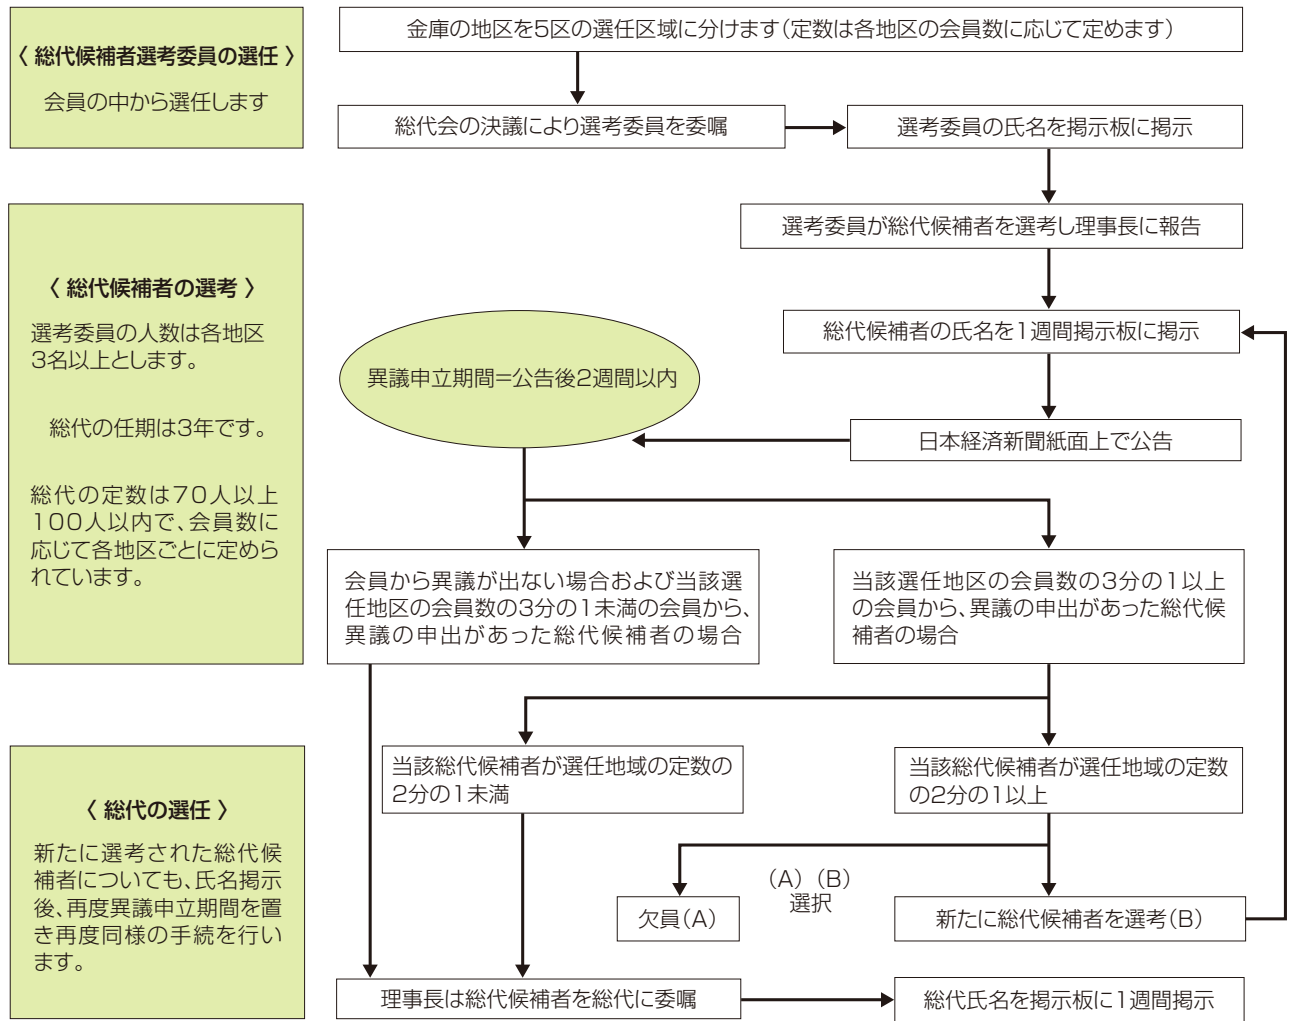 〈 総代候補者選考委員の選任 〉
会員の中から選任します
金庫の地区を5区の選任区域に分けます(定数は各地区の会員数に応じて定めます)
総代会の決議により選考委員を委嘱
選考委員の氏名を掲示板に掲示
選考委員が総代候補者を選考し理事長に報告
〈 総代候補者の選考 〉
選考委員の人数は各地区
3名以上とします。
総代の任期は3年です。
総代の定数は70人以上
100人以内で、会員数に
応じて各地区ごとに定めら
れています。
総代候補者の氏名を1週間掲示板に掲示
異議申立期間=公告後2週間以内
日本経済新聞紙面上で公告
会員から異議が出ない場合および当該選
任地区の会員数の3分の1未満の会員から、
異議の申出があった総代候補者の場合
当該選任地区の会員数の3分の1以上
の会員から、異議の申出があった総代候
補者の場合
当該総代候補者が選任地域の定数の
2分の1未満
当該総代候補者が選任地域の定数
の2分の1以上
〈 総代の選任 〉
新たに選考された総代候
補者についても、氏名掲示
後、再度異議申立期間を置
き再度同様の手続を行い
ます。
(A)(B)
選択
欠員(A)
新たに総代候補者を選考(B)
理事長は総代候補者を総代に委嘱
総代氏名を掲示板に1週間掲示